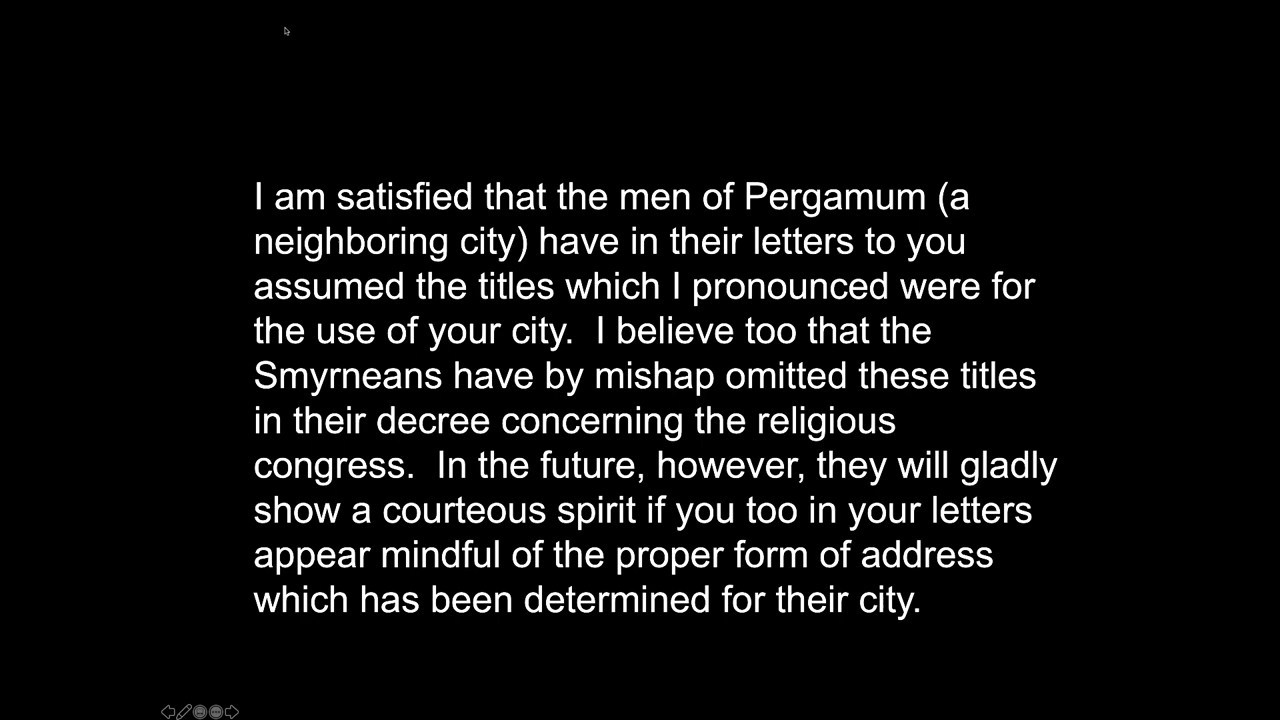 I am satisfied that the men of Pergamum (a
neighboring city) have in their letters to you
assumed the titles which I pronounced were for
the use of your city.  I believe too that the
Smyrneans have by mishap omitted these titles
in their decree concerning the religious
congress.  In the future, however, they will gladly
show a courteous spirit if you too in your letters
appear mindful of the proper form of address
which has been determined for their city.